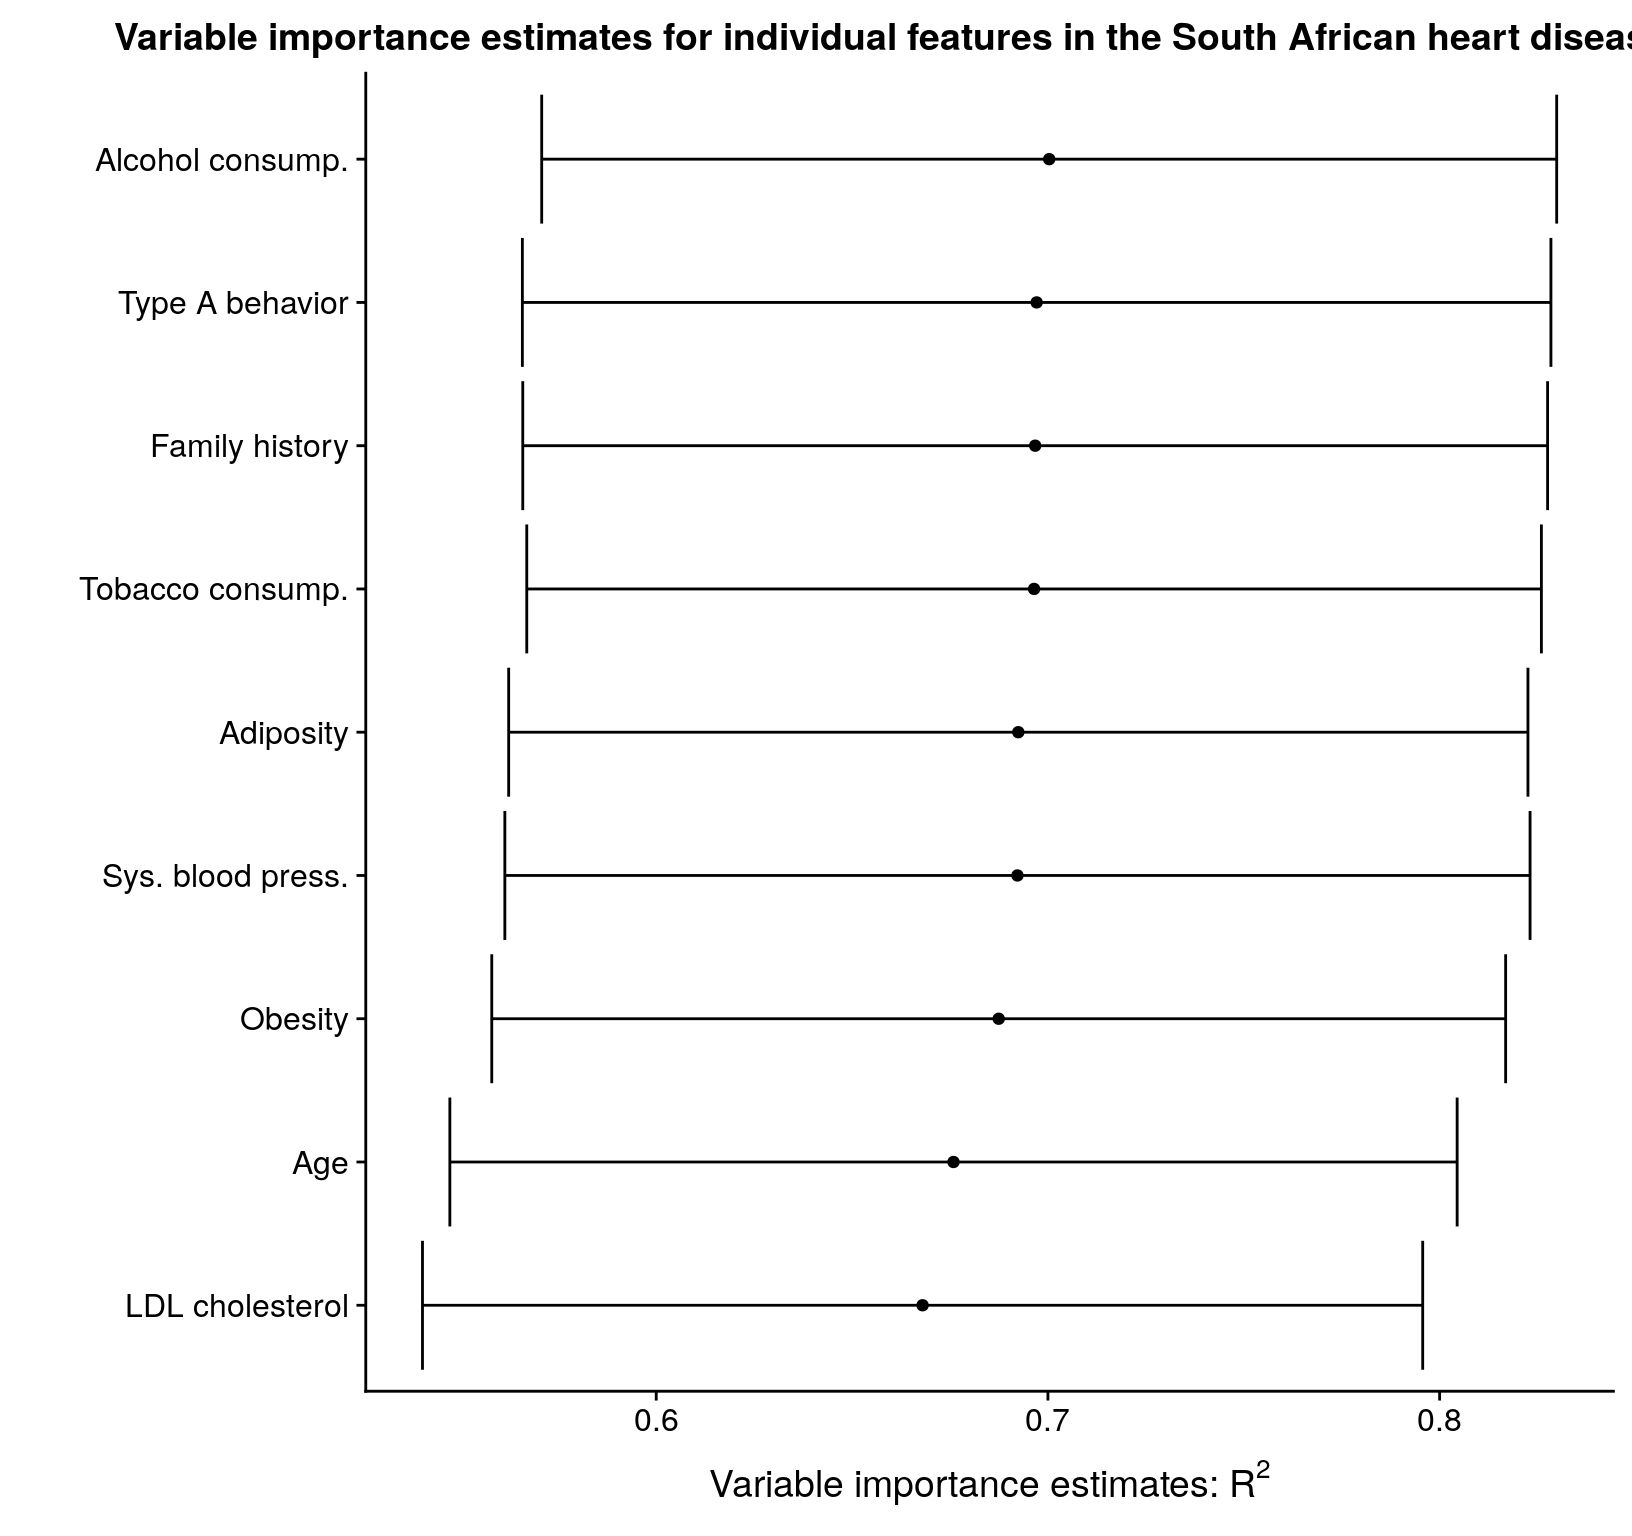 Variable importance estimates for individual features in the South African heart
Alcohol consump.
Type A behavior
Family history
Tobacco consump.
Adiposity
Sys. blood press.
Obesity
Age
LDL cholesterol
0.6 0.7 0.8
Variable importance estimates: R²